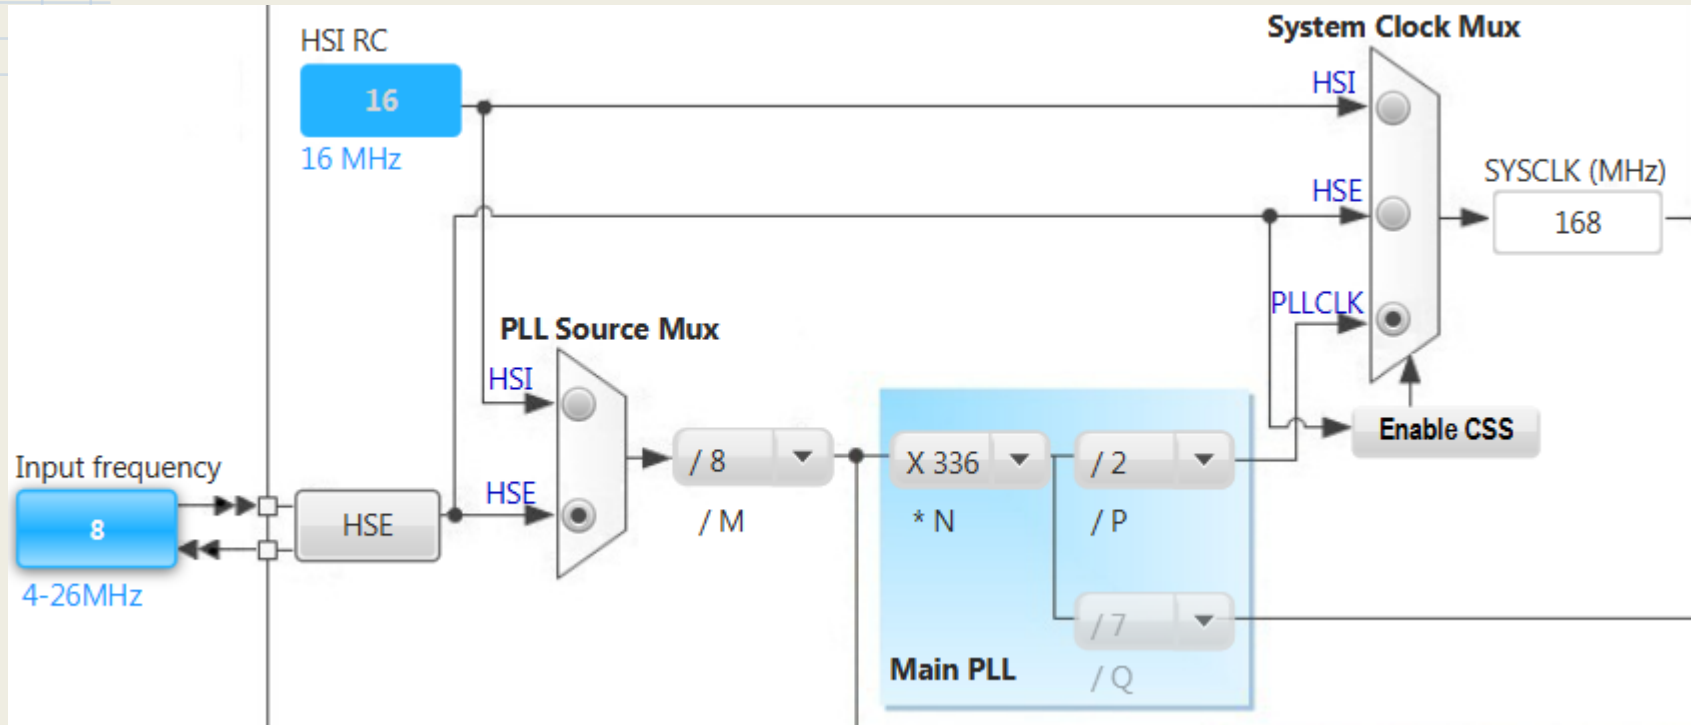 System Clock Mux
HSI RC
16
16 MHz
HSI
HSE
SYSCLK (MHz)
168
PLLCLK
PLL Source Mux
HSI
Enable CSS
Input frequency
8
4-26MHz
HSE
HSE
/ 8
/ M
X 336
* N
/ 2
/ P
/ 7
/ Q
Main PLL